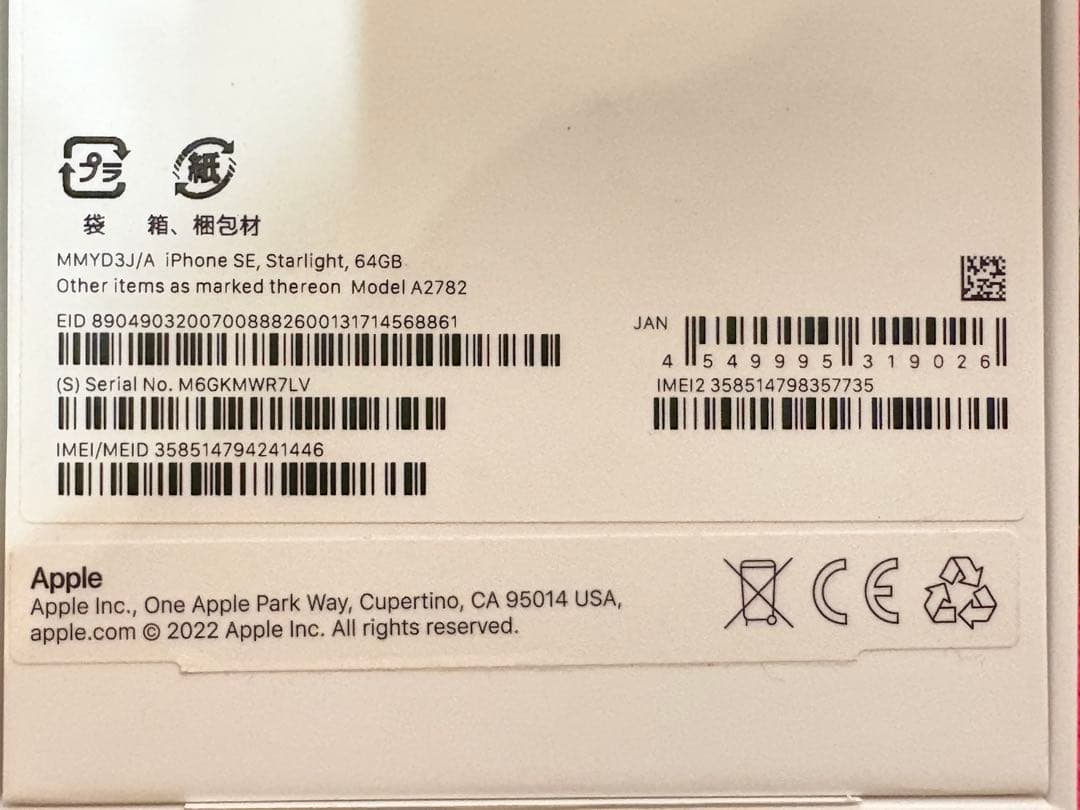 プラ 紙
袋 箱、梱包材
MMYD3J/A iPhone SE, Starlight, 64GB
Other items as marked thereon Model A2782
EID 89049032007008882600131714568861
(S) Serial No. M6GKMWR7LV
IMEI/MEID 358514794241446
JAN
4 549995 319026
IMEI2 358514798357735
Apple
Apple Inc., One Apple Park Way, Cupertino, CA 95014 USA,
apple.com © 2022 Apple Inc. All rights reserved.
CE